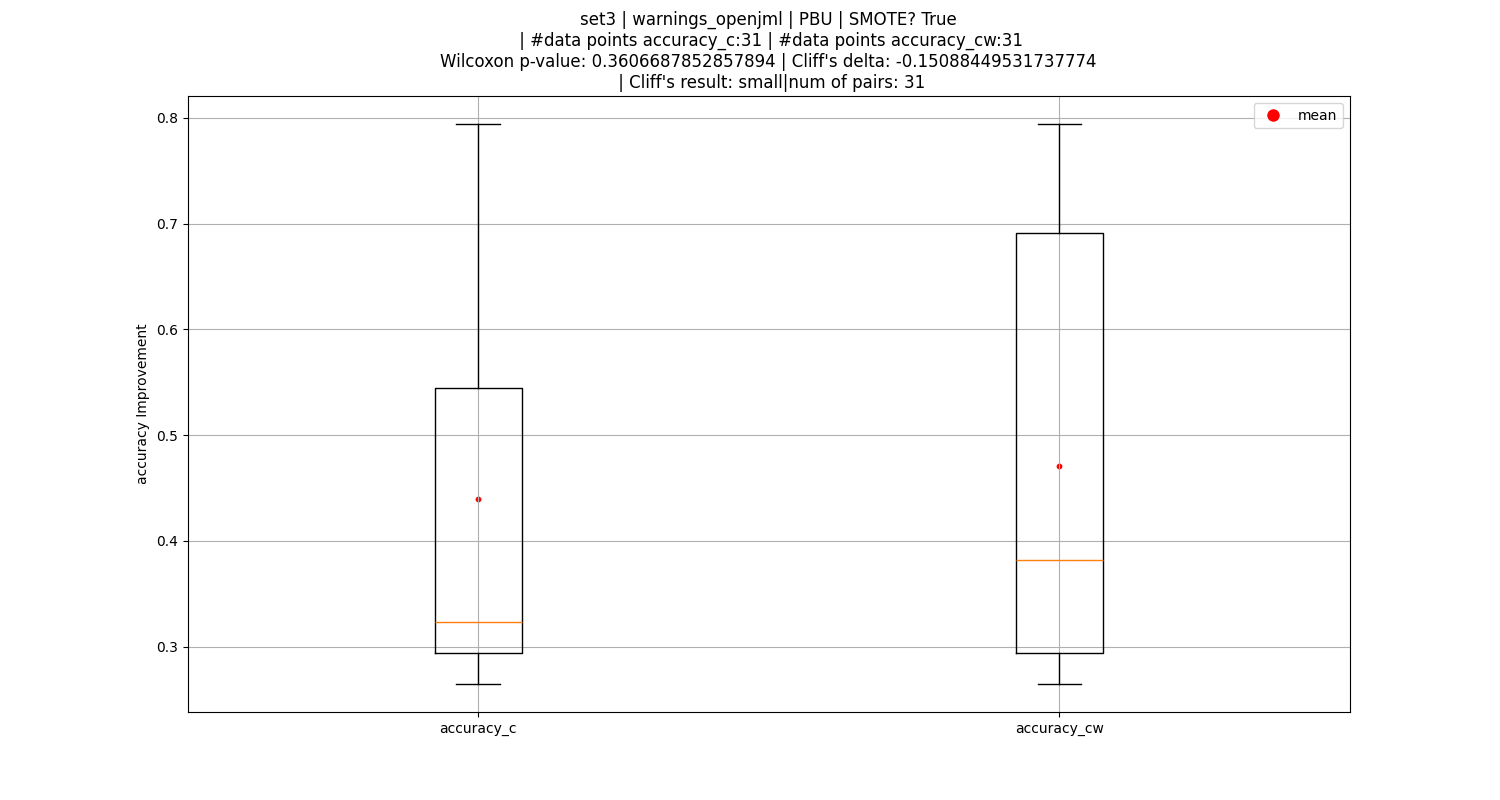 set3 | warnings_openjml | PBU | SMOTE? True
| #data points accuracy_c:31 | #data points accuracy_cw:31
Wilcoxon p-value: 0.3606687852857894 | Cliff's delta: -0.15088449531737774
| Cliff's result: small|num of pairs: 31
mean
0.8
0.7
0.6
0.5
0.4
0.3
accuracy Improvement
accuracy_c
accuracy_cw